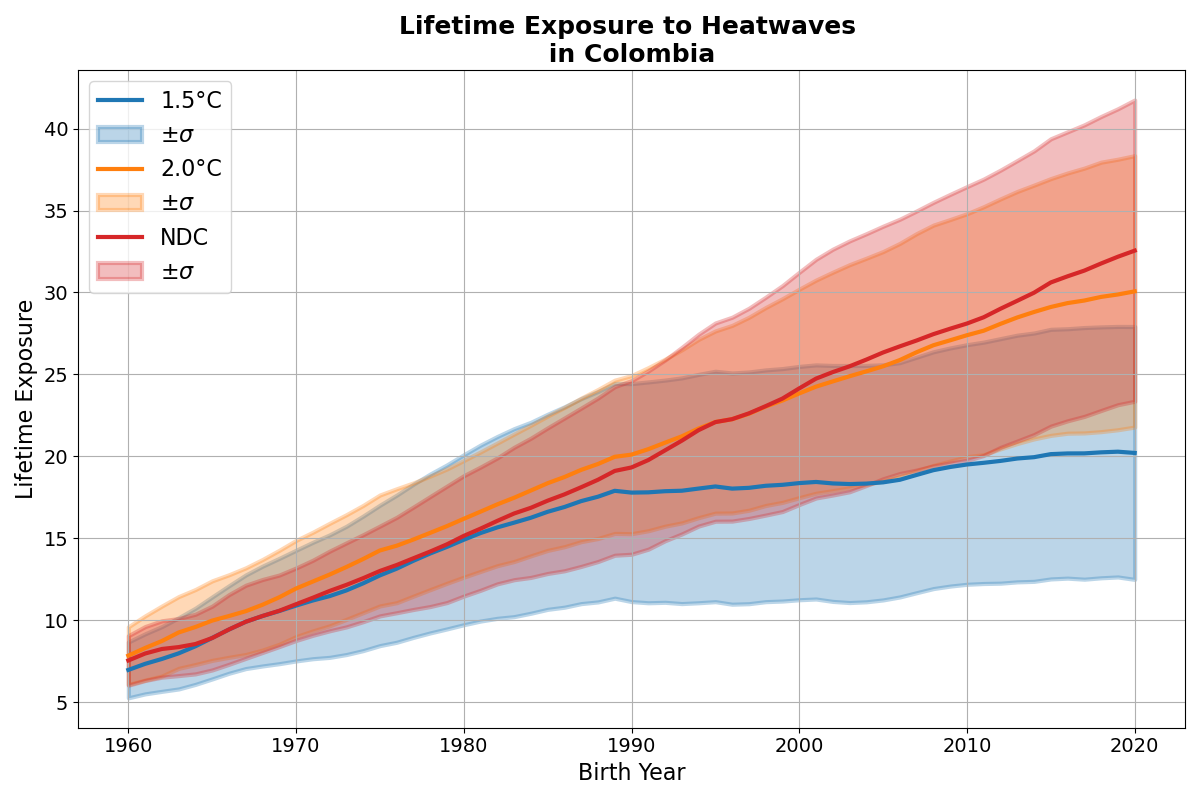 Lifetime Exposure to Heatwaves
in Colombia
1.5°C
±σ
2.0°C
±σ
NDC
±σ
Lifetime Exposure
40
35
30
25
20
15
10
5
1960
1970
1980
1990
2000
2010
2020
Birth Year